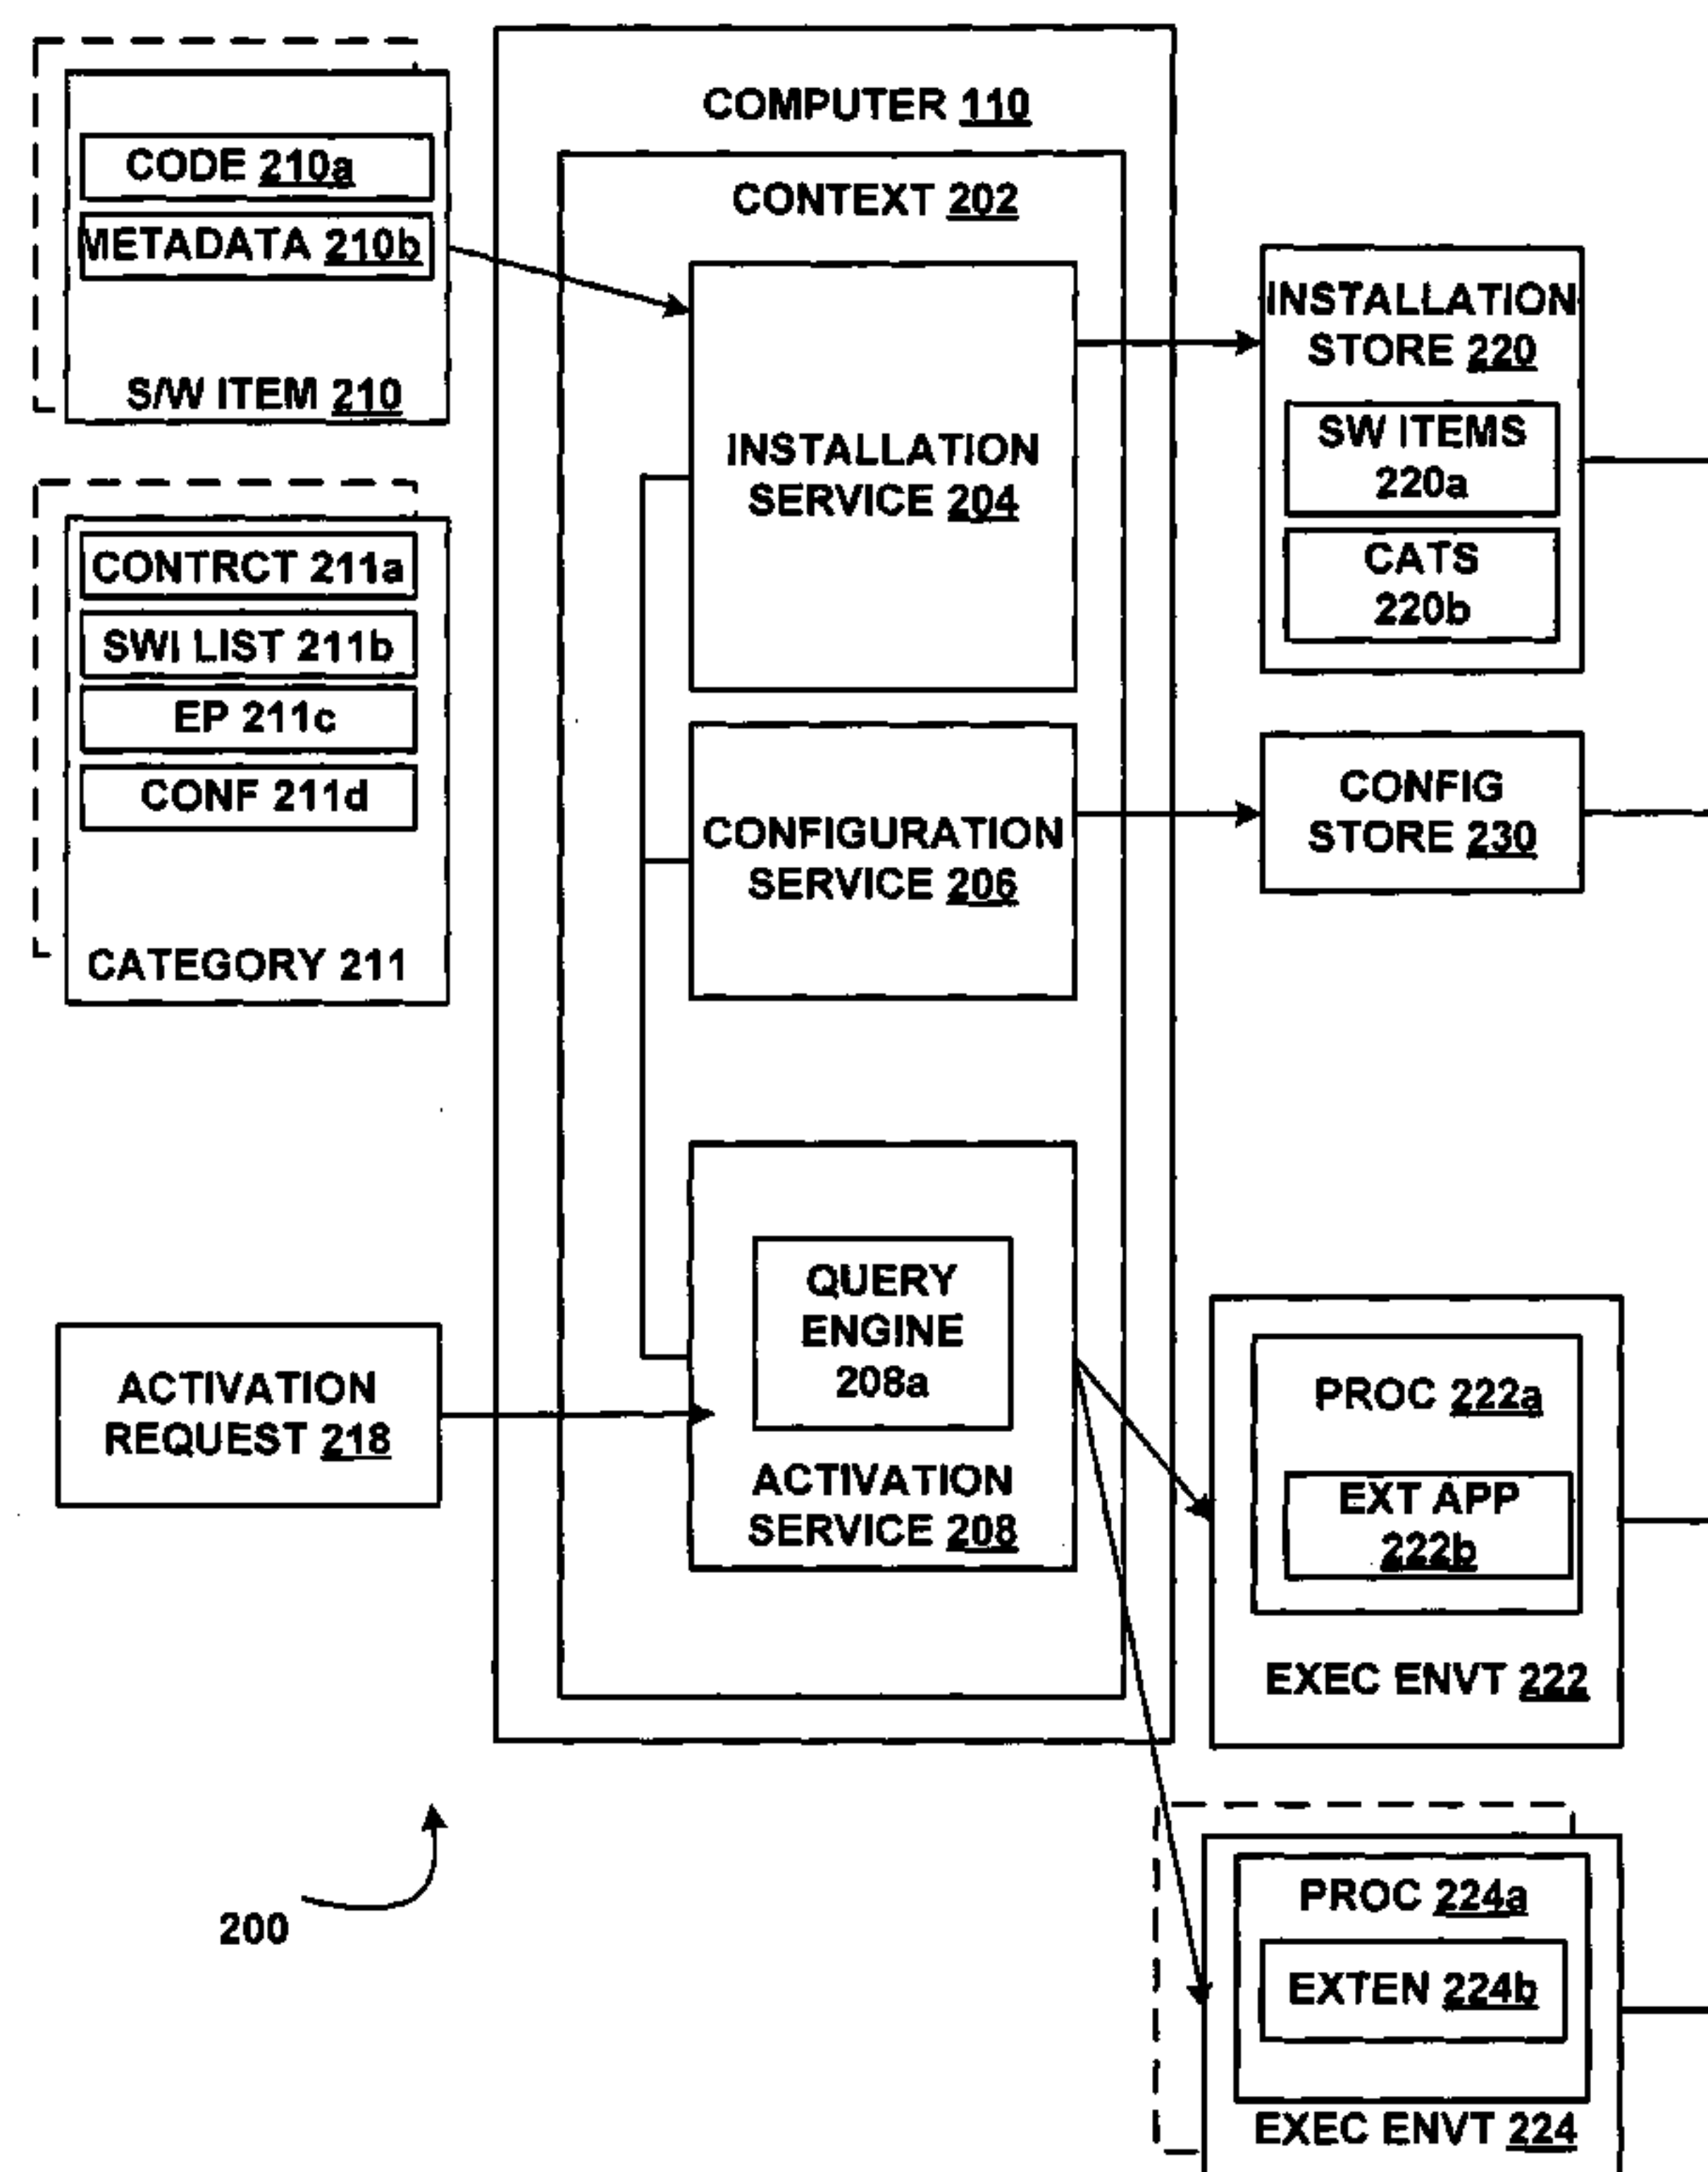 COMPUTER 110
CONTEXT 202
CODE 210a
METADATA 210b
S/W ITEM 210
INSTALLATION
SERVICE 204
INSTALLATION
STORE 220
SW ITEMS
220a
CATS
220b
CONTRCT 211a
SWI LIST 211b
EP 211c
CONF 211d
CATEGORY 211
CONFIGURATION
SERVICE 206
CONFIG
STORE 230
ACTIVATION
REQUEST 218
QUERY
ENGINE
208a
ACTIVATION
SERVICE 208
PROC 222a
EXT APP
222b
EXEC ENVT 222
200
PROC 224a
EXTEN 224b
EXEC ENVT 224